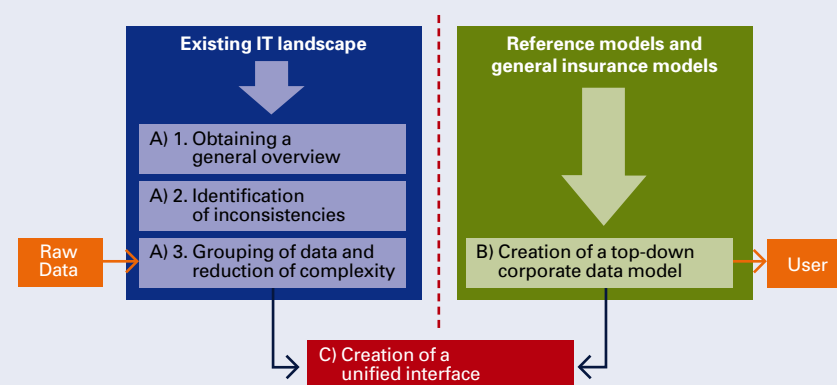 Existing IT landscape
A) 1. Obtaining a
general overview
A) 2. Identification
of inconsistencies
A) 3. Grouping of data and
reduction of complexity
Raw
Data
Reference models and
general insurance models
B) Creation of a top-down
corporate data model
User
C) Creation of a
unified interface